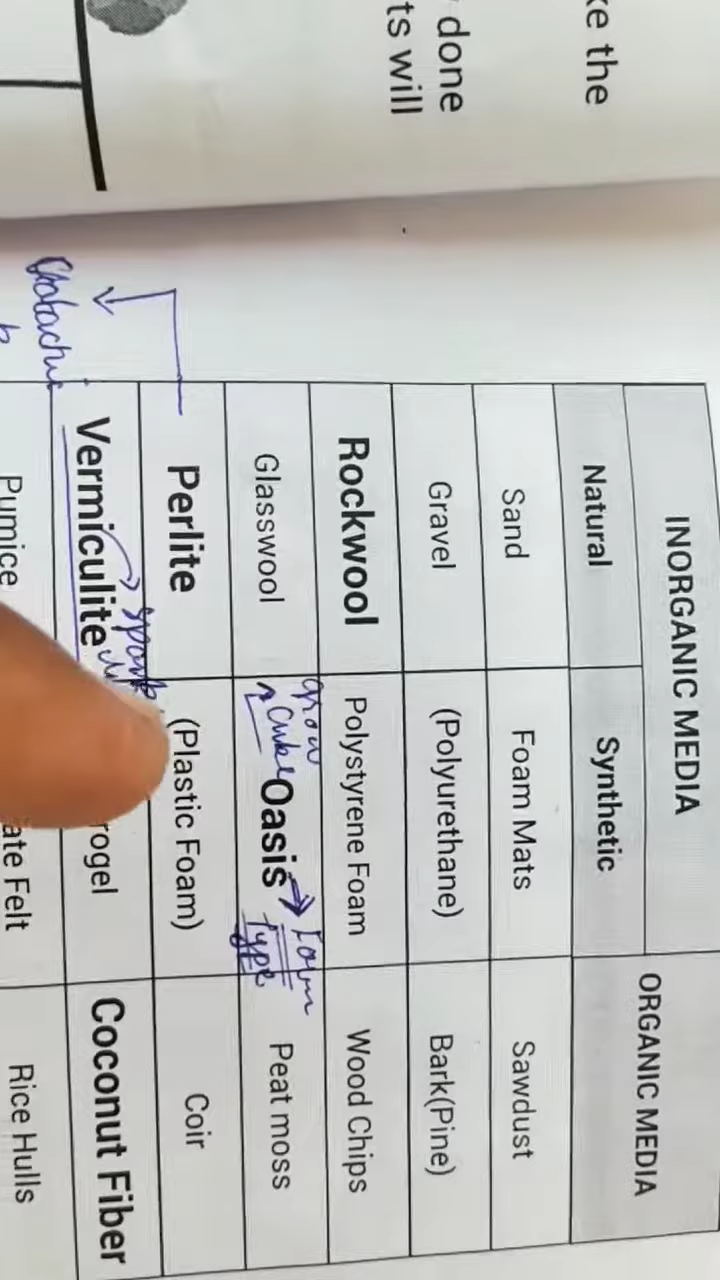 ke the
done
ts will
INORGANIC MEDIA ORGANIC MEDIA
Natural Synthetic
Sand Foam Mats Sawdust
Gravel (Polyurethane) Bark(Pine)
Rockwool Polystyrene Foam Wood Chips
Glasswool grow Cube Oasis Type Peat moss
Perlite (Plastic Foam) Coir
Vermiculite rogel Coconut Fiber
Pumice ate Felt Rice Hulls